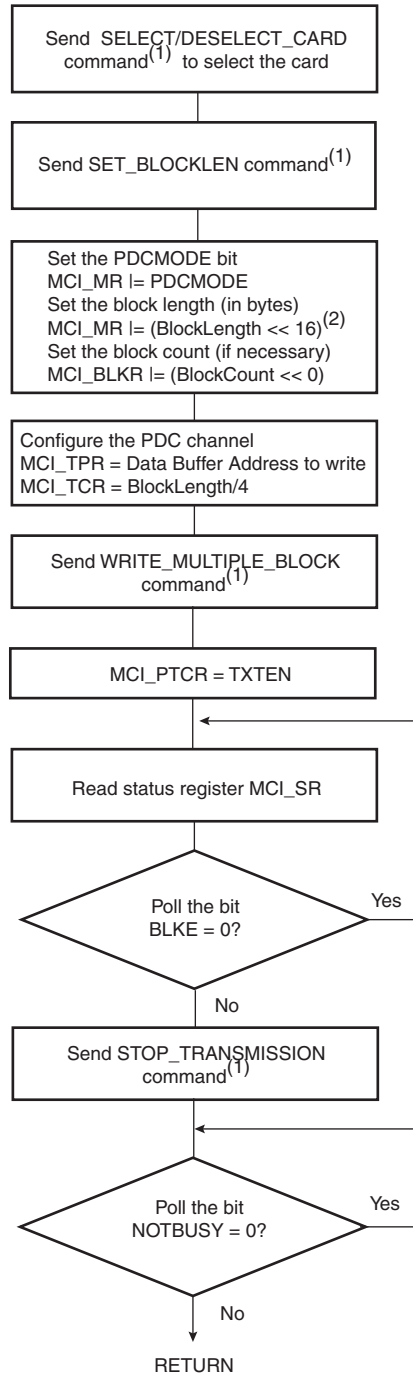 Send SELECT/DESELECT_CARD
command(1) to select the card
Send SET_BLOCKLEN command(1)
Set the PDCMODE bit
MCI_MR |= PDCMODE
Set the block length (in bytes)
MCI_MR |= (BlockLength << 16)(2)
Set the block count (if necessary)
MCI_BLKR |= (BlockCount << 0)
Configure the PDC channel
MCI_TPR = Data Buffer Address to write
MCI_TCR = BlockLength/4
Send WRITE_MULTIPLE_BLOCK
command(1)
MCI_PTCR = TXTEN
Read status register MCI_SR
Poll the bit
BLKE = 0?
Yes
No
Send STOP_TRANSMISSION
command(1)
Poll the bit
NOTBUSY = 0?
Yes
No
RETURN